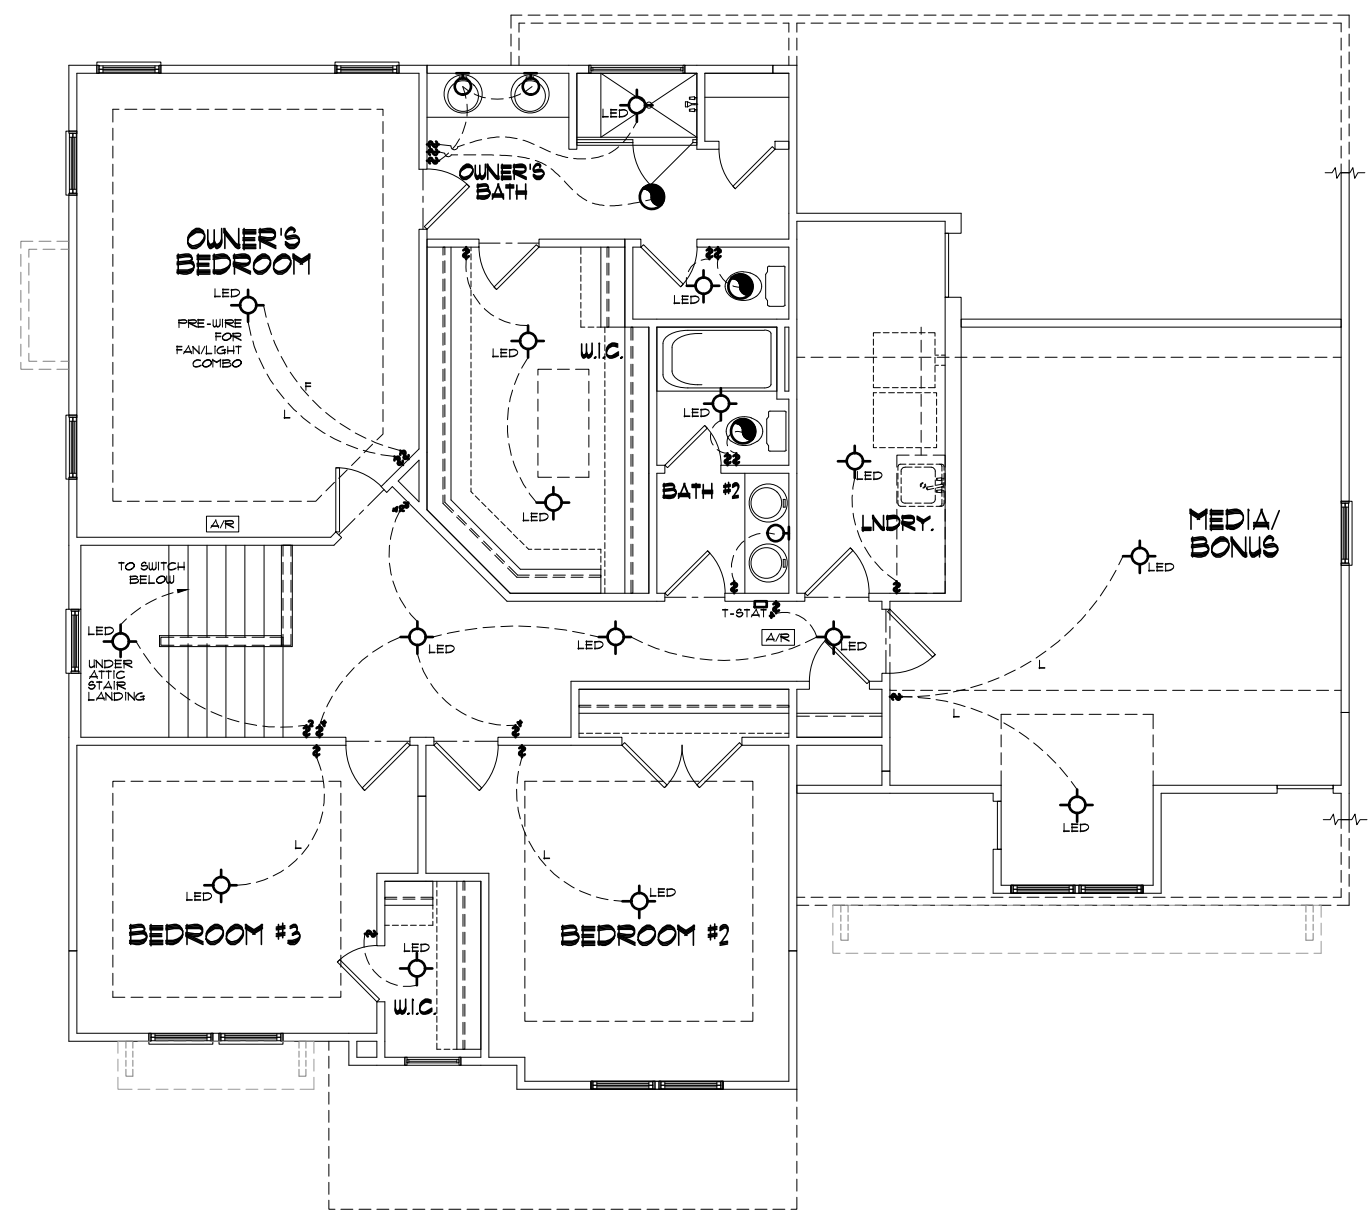 LED
OWNER'S
BATH
OWNER'S
BEDROOM
LED
PRE-WIRE
FOR
FAN/LIGHT
COMBO
F
L
LED
LED
W.I.C.
LED
LED
LED
BATH #2
LED
LNDRY.
MEDIA/
BONUS
LED
A/R
TO SWITCH
BELOW
LED
UNDER
ATTIC
STAIR
LANDING
LED
LED
T-STAT
A/R
LED
L
L
LED
L
LED
BEDROOM #3
L
LED
BEDROOM #2
LED
W.I.C.